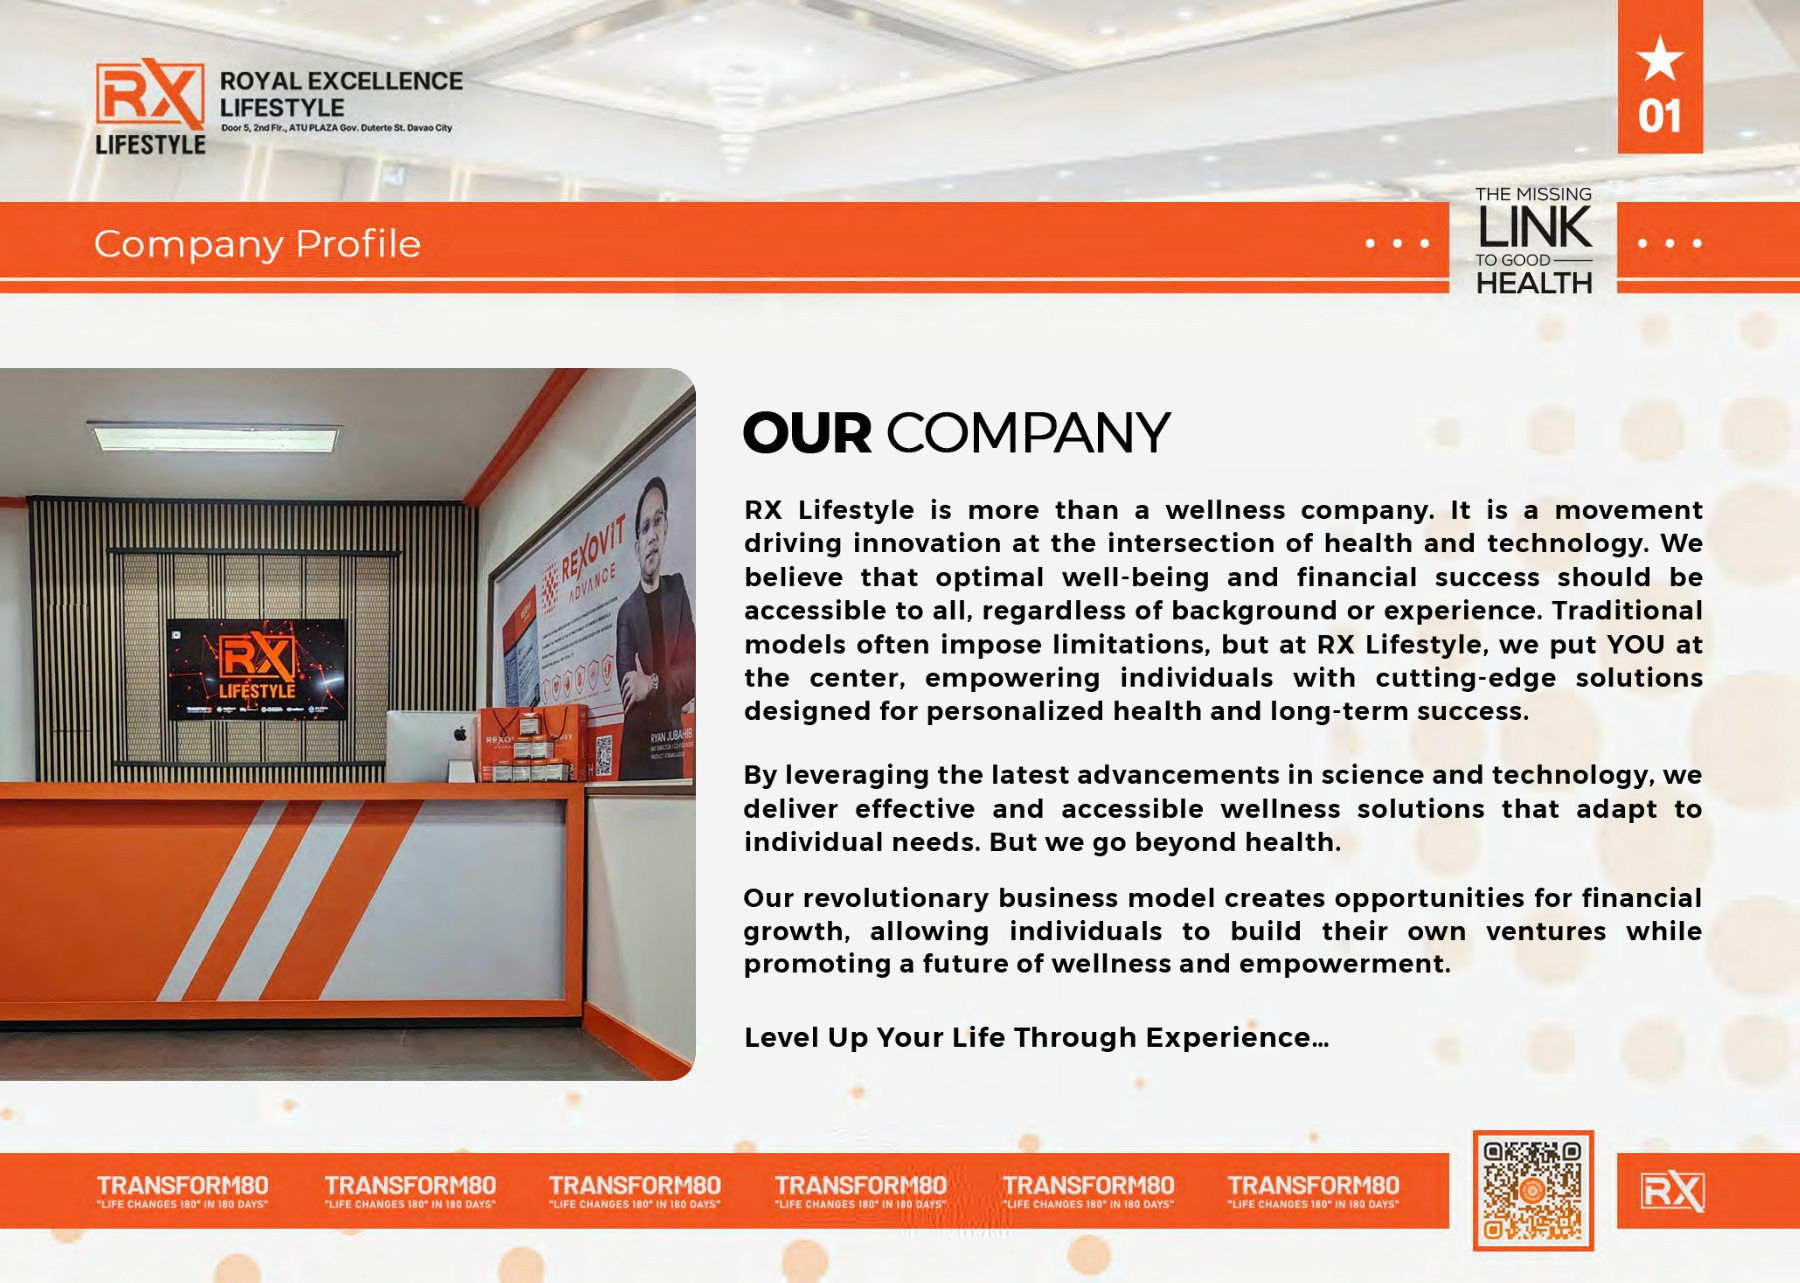 RX
LIFESTYLE
ROYAL EXCELLENCE
LIFESTYLE
Door 5, 2nd Flr., ATU PLAZA Gov. Duterte St. Davao City
01
Company Profile
THE MISSING
LINK
TO GOOD
HEALTH
OUR COMPANY
RX Lifestyle is more than a wellness company. It is a movement
driving innovation at the intersection of health and technology. We
believe that optimal well-being and financial success should be
accessible to all, regardless of background or experience. Traditional
models often impose limitations, but at RX Lifestyle, we put YOU at
the center, empowering individuals with cutting-edge solutions
designed for personalized health and long-term success.
By leveraging the latest advancements in science and technology, we
deliver effective and accessible wellness solutions that adapt to
individual needs. But we go beyond health.
Our revolutionary business model creates opportunities for financial
growth, allowing individuals to build their own ventures while
promoting a future of wellness and empowerment.
Level Up Your Life Through Experience...
RX
LIFESTYLE
REXOVIT
ADVANCE
RYAN JUBAHIB
TRANSFORM80
"LIFE CHANGES 180° IN 180 DAYS"
TRANSFORM80
"LIFE CHANGES 180° IN 180 DAYS"
TRANSFORM80
"LIFE CHANGES 180° IN 180 DAYS"
TRANSFORM80
"LIFE CHANGES 180° IN 180 DAYS"
TRANSFORM80
"LIFE CHANGES 180° IN 180 DAYS"
TRANSFORM80
"LIFE CHANGES 180° IN 180 DAYS"
RX